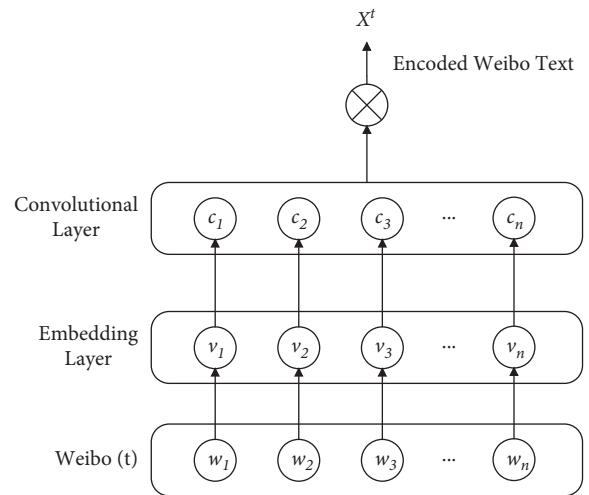 X^t
Encoded Weibo Text
Convolutional
Layer
c_1 c_2 c_3 ... c_n
Embedding
Layer
v_1 v_2 v_3 ... v_n
Weibo (t)
w_1 w_2 w_3 ... w_n